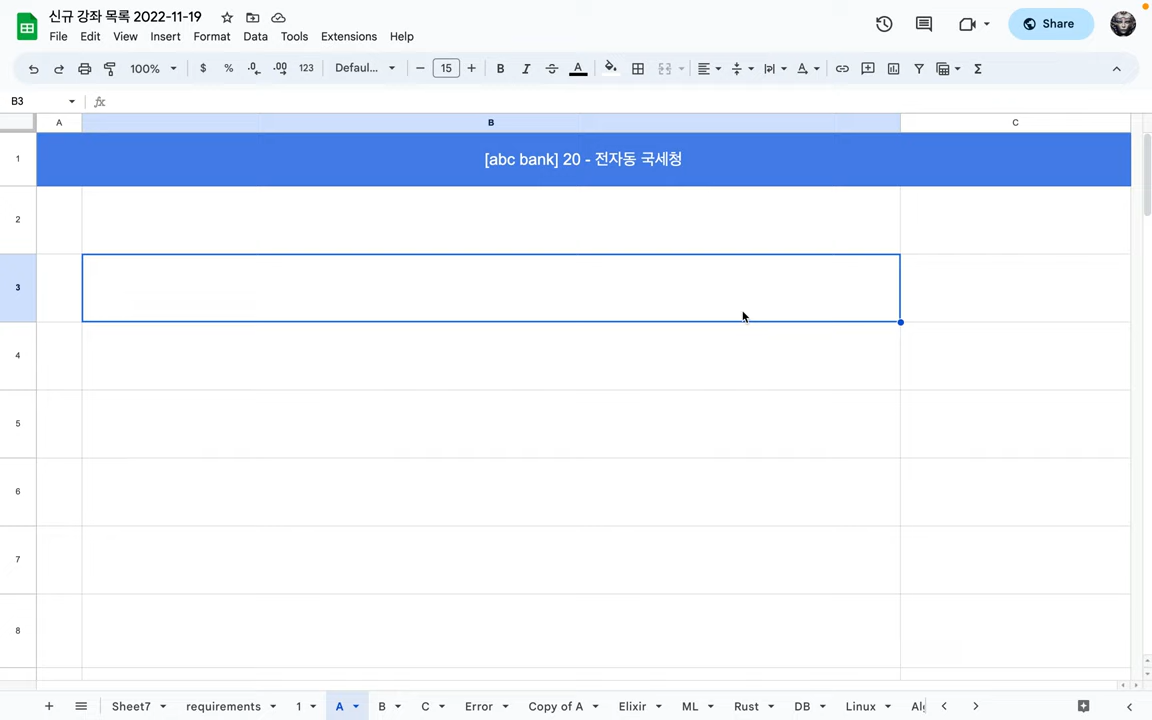 신규 강좌 목록 2022-11-19
File Edit View Insert Format Data Tools Extensions Help
Share
100% $ % .0 .00 123 Defaul... 15 B I A
B3 fx
A B C
1 [abc bank] 20 - 전자동 국세청
2
3
4
5
6
7
8
Sheet7 requirements 1 A B C Error Copy of A Elixir ML Rust DB Linux